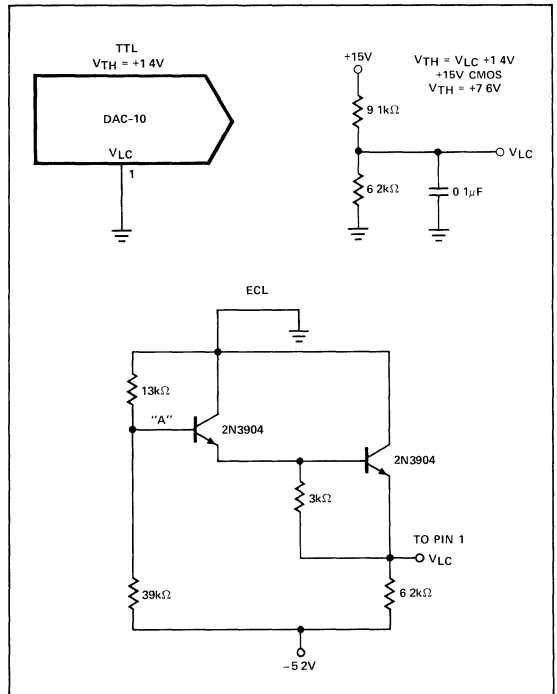 TTL
VTH = +1 4V
DAC-10
VLC
1
+15V
9 1kΩ
6 2kΩ
0 1μF
VLC
VTH = VLC +1 4V
+15V CMOS
VTH = +7 6V
ECL
13kΩ
"A"
2N3904
2N3904
3kΩ
TO PIN 1
VLC
39kΩ
6 2kΩ
−5 2V